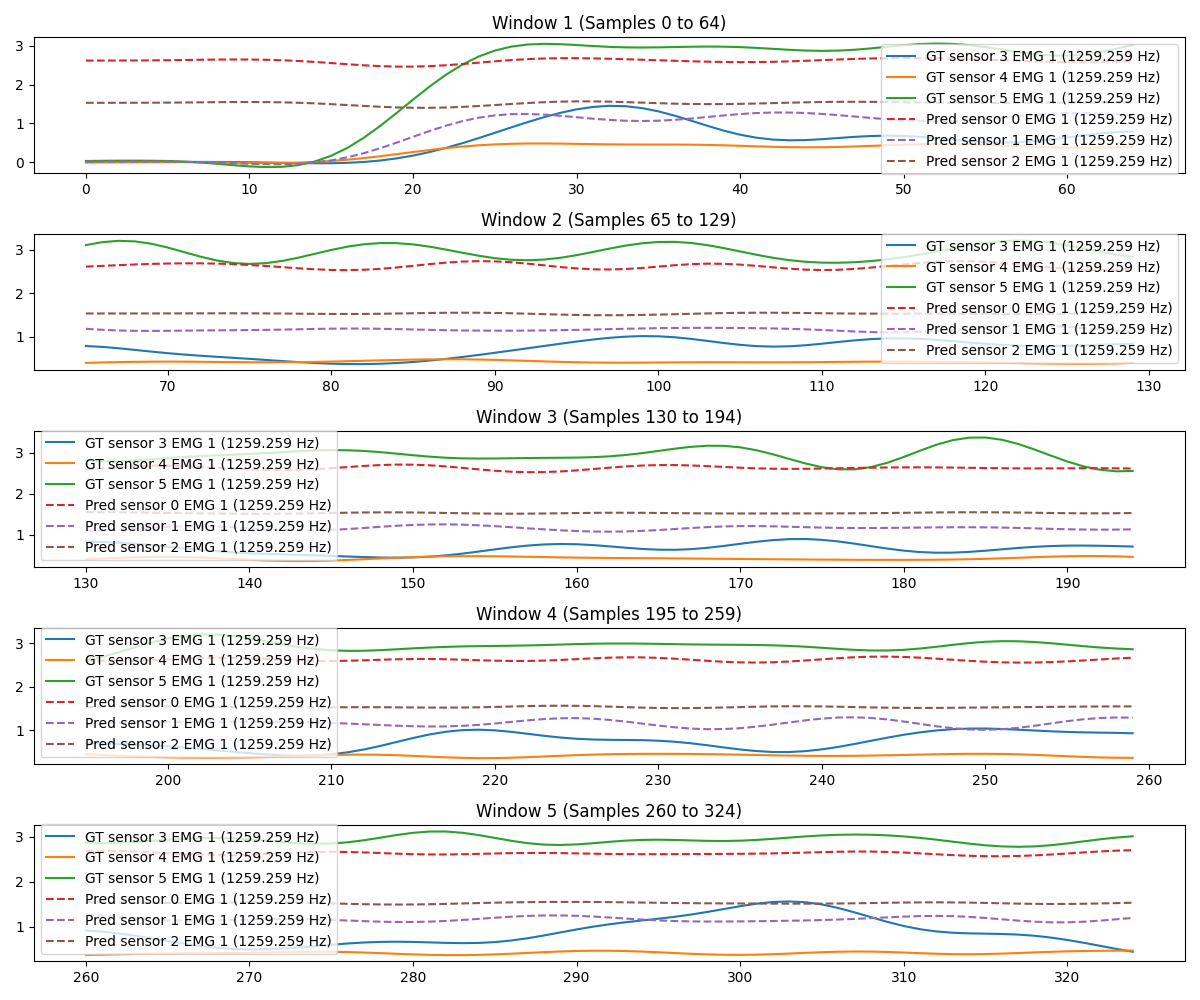 Window 1 (Samples 0 to 64)
3
2
1
0
GT sensor 3 EMG 1 (1259.259 Hz)
GT sensor 4 EMG 1 (1259.259 Hz)
GT sensor 5 EMG 1 (1259.259 Hz)
Pred sensor 0 EMG 1 (1259.259 Hz)
Pred sensor 1 EMG 1 (1259.259 Hz)
Pred sensor 2 EMG 1 (1259.259 Hz)
0 10 20 30 40 50 60
Window 2 (Samples 65 to 129)
3
2
1
GT sensor 3 EMG 1 (1259.259 Hz)
GT sensor 4 EMG 1 (1259.259 Hz)
GT sensor 5 EMG 1 (1259.259 Hz)
Pred sensor 0 EMG 1 (1259.259 Hz)
Pred sensor 1 EMG 1 (1259.259 Hz)
Pred sensor 2 EMG 1 (1259.259 Hz)
70 80 90 100 110 120 130
Window 3 (Samples 130 to 194)
3
2
1
GT sensor 3 EMG 1 (1259.259 Hz)
GT sensor 4 EMG 1 (1259.259 Hz)
GT sensor 5 EMG 1 (1259.259 Hz)
Pred sensor 0 EMG 1 (1259.259 Hz)
Pred sensor 1 EMG 1 (1259.259 Hz)
Pred sensor 2 EMG 1 (1259.259 Hz)
130 140 150 160 170 180 190
Window 4 (Samples 195 to 259)
3
2
1
GT sensor 3 EMG 1 (1259.259 Hz)
GT sensor 4 EMG 1 (1259.259 Hz)
GT sensor 5 EMG 1 (1259.259 Hz)
Pred sensor 0 EMG 1 (1259.259 Hz)
Pred sensor 1 EMG 1 (1259.259 Hz)
Pred sensor 2 EMG 1 (1259.259 Hz)
200 210 220 230 240 250 260
Window 5 (Samples 260 to 324)
3
2
1
GT sensor 3 EMG 1 (1259.259 Hz)
GT sensor 4 EMG 1 (1259.259 Hz)
GT sensor 5 EMG 1 (1259.259 Hz)
Pred sensor 0 EMG 1 (1259.259 Hz)
Pred sensor 1 EMG 1 (1259.259 Hz)
Pred sensor 2 EMG 1 (1259.259 Hz)
260 270 280 290 300 310 320